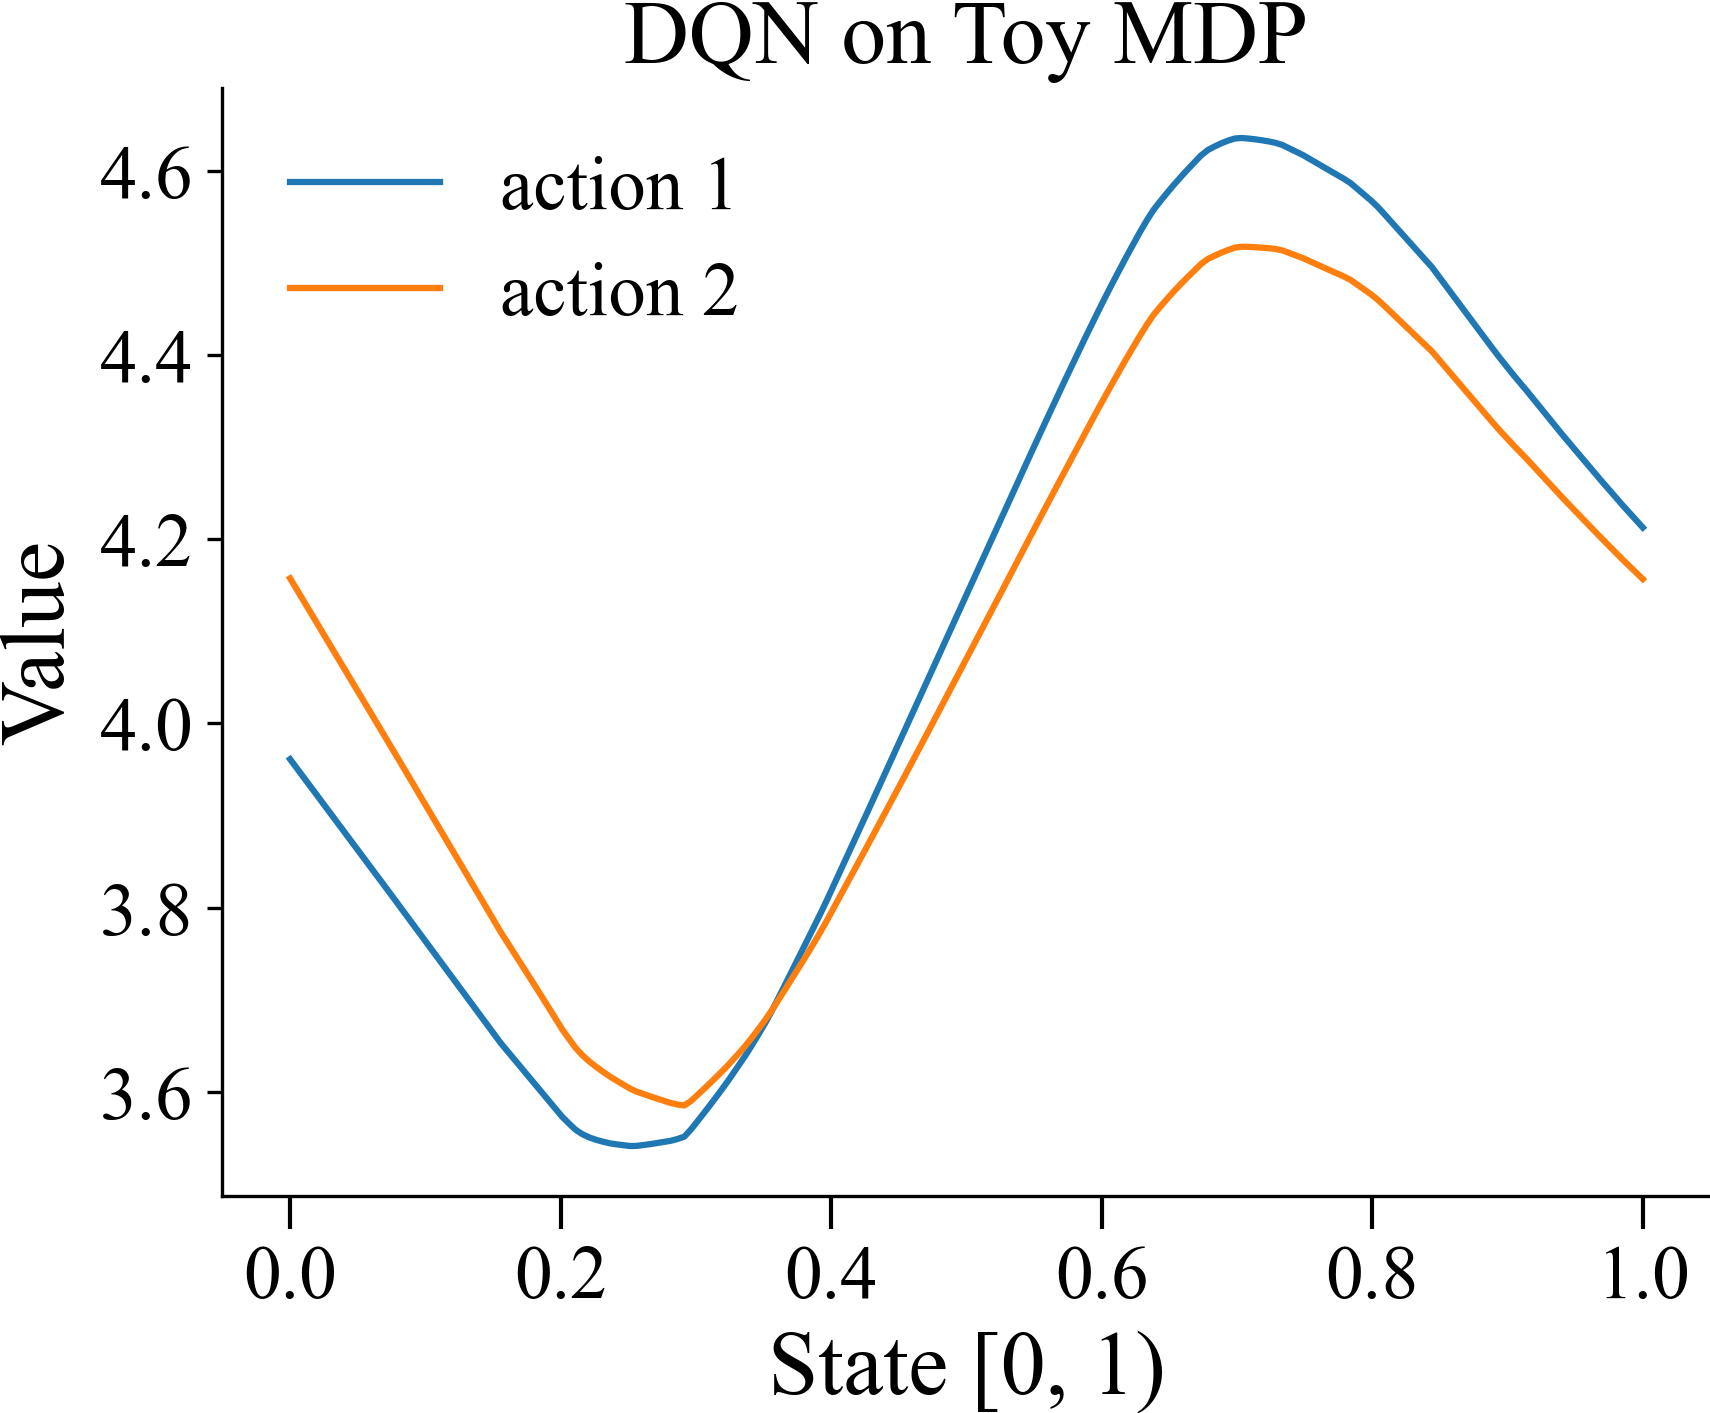 DQN on Toy MDP
action 1
action 2
Value
4.6
4.4
4.2
4.0
3.8
3.6
0.0 0.2 0.4 0.6 0.8 1.0
State [0, 1)